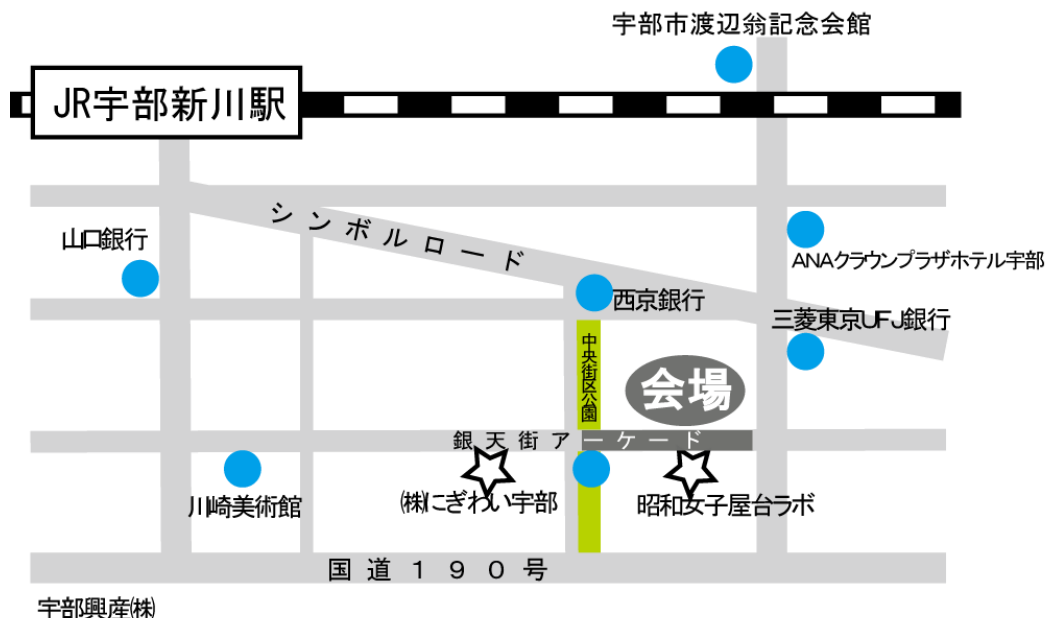 宇部市渡辺翁記念会館
JR宇部新川駅
シンボルロード
山口銀行
ANAクラウンプラザホテル宇部
西京銀行
三菱東京UFJ銀行
中央街区公園
会場
銀天街アーケード
川崎美術館
㈱にぎわい宇部
昭和女子屋台ラボ
国道190号
宇部興産㈱